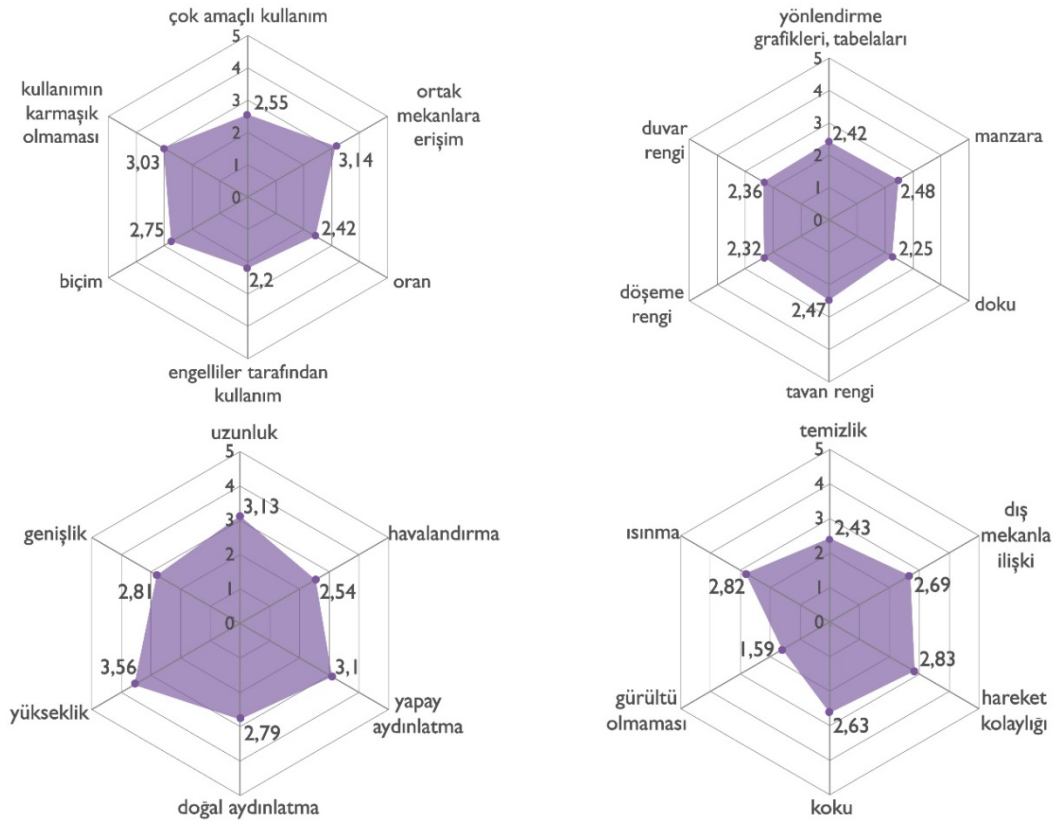 çok amaçlı kullanım
5
4
3
2
1
0
2,55
ortak
mekanlara
erişim
3,14
2,42
oran
2,2
engelliler tarafından
kullanım
2,75
biçim
3,03
kullanımın
karmaşık
olmaması
yönlendirme
grafikleri, tabelaları
5
4
3
2
1
0
2,42
manzara
2,48
2,25
doku
2,47
tavan rengi
2,32
döşeme
rengi
2,36
duvar
rengi
uzunluk
5
4
3
2
1
0
3,13
havalandırma
2,54
3,1
yapay
aydınlatma
2,79
doğal aydınlatma
3,56
yükseklik
2,81
genişlik
temizlik
5
4
3
2
1
0
2,43
dış
mekanla
ilişki
2,69
2,83
hareket
kolaylığı
2,63
koku
1,59
gürültü
olmaması
2,82
ısınma